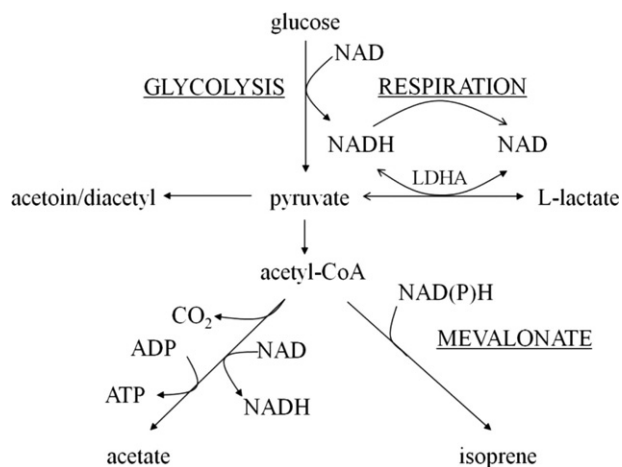 glucose
NAD
GLYCOLYSIS
RESPIRATION
NADH
NAD
LDHA
acetoin/diacetyl
pyruvate
L-lactate
acetyl-CoA
NAD(P)H
CO₂
MEVALONATE
ADP
NAD
ATP
NADH
acetate
isoprene